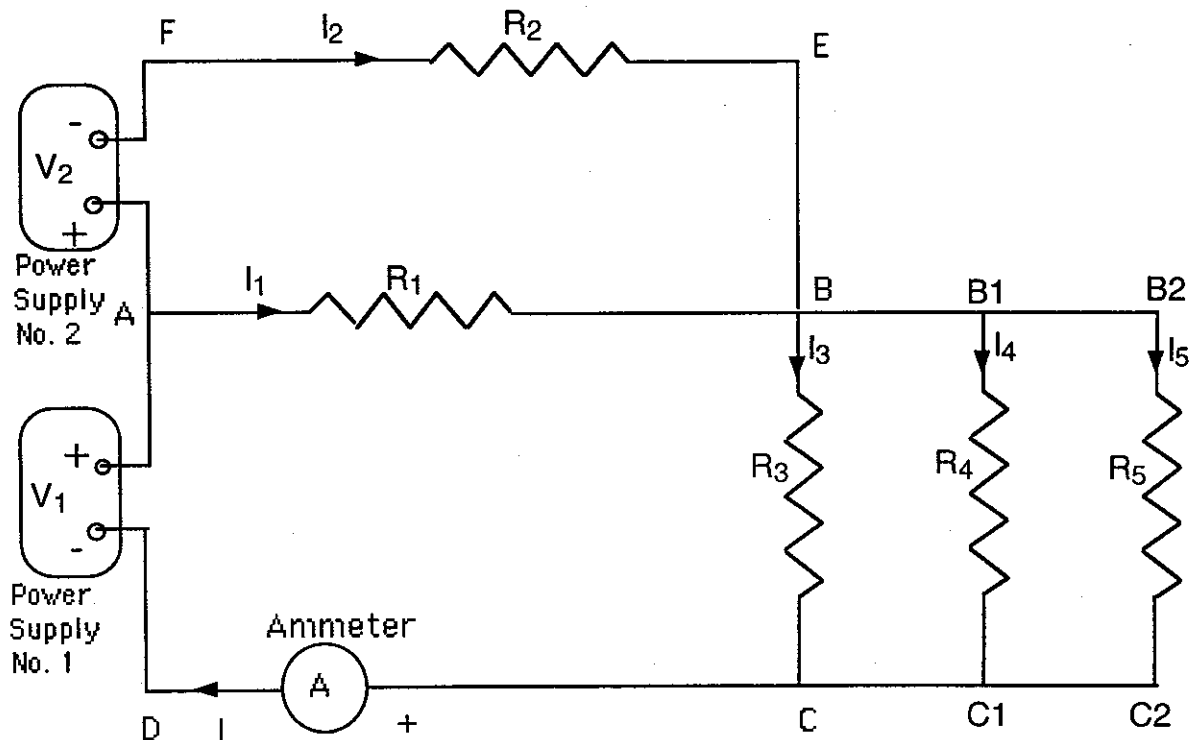 F
I2
R2
E
-
V2
+
Power
Supply
No. 2
A
I1
R1
B
B1
B2
I3
I4
I5
+
V1
-
R3
R4
R5
Power
Supply
No. 1
Ammeter
A
D
I
+
C
C1
C2